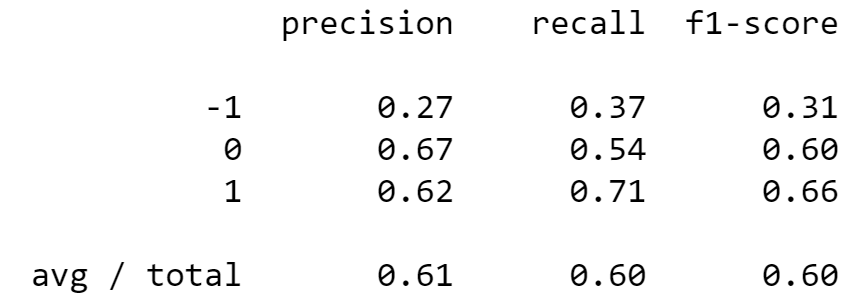 precision recall f1-score
-1 0.27 0.37 0.31
0 0.67 0.54 0.60
1 0.62 0.71 0.66
avg / total 0.61 0.60 0.60